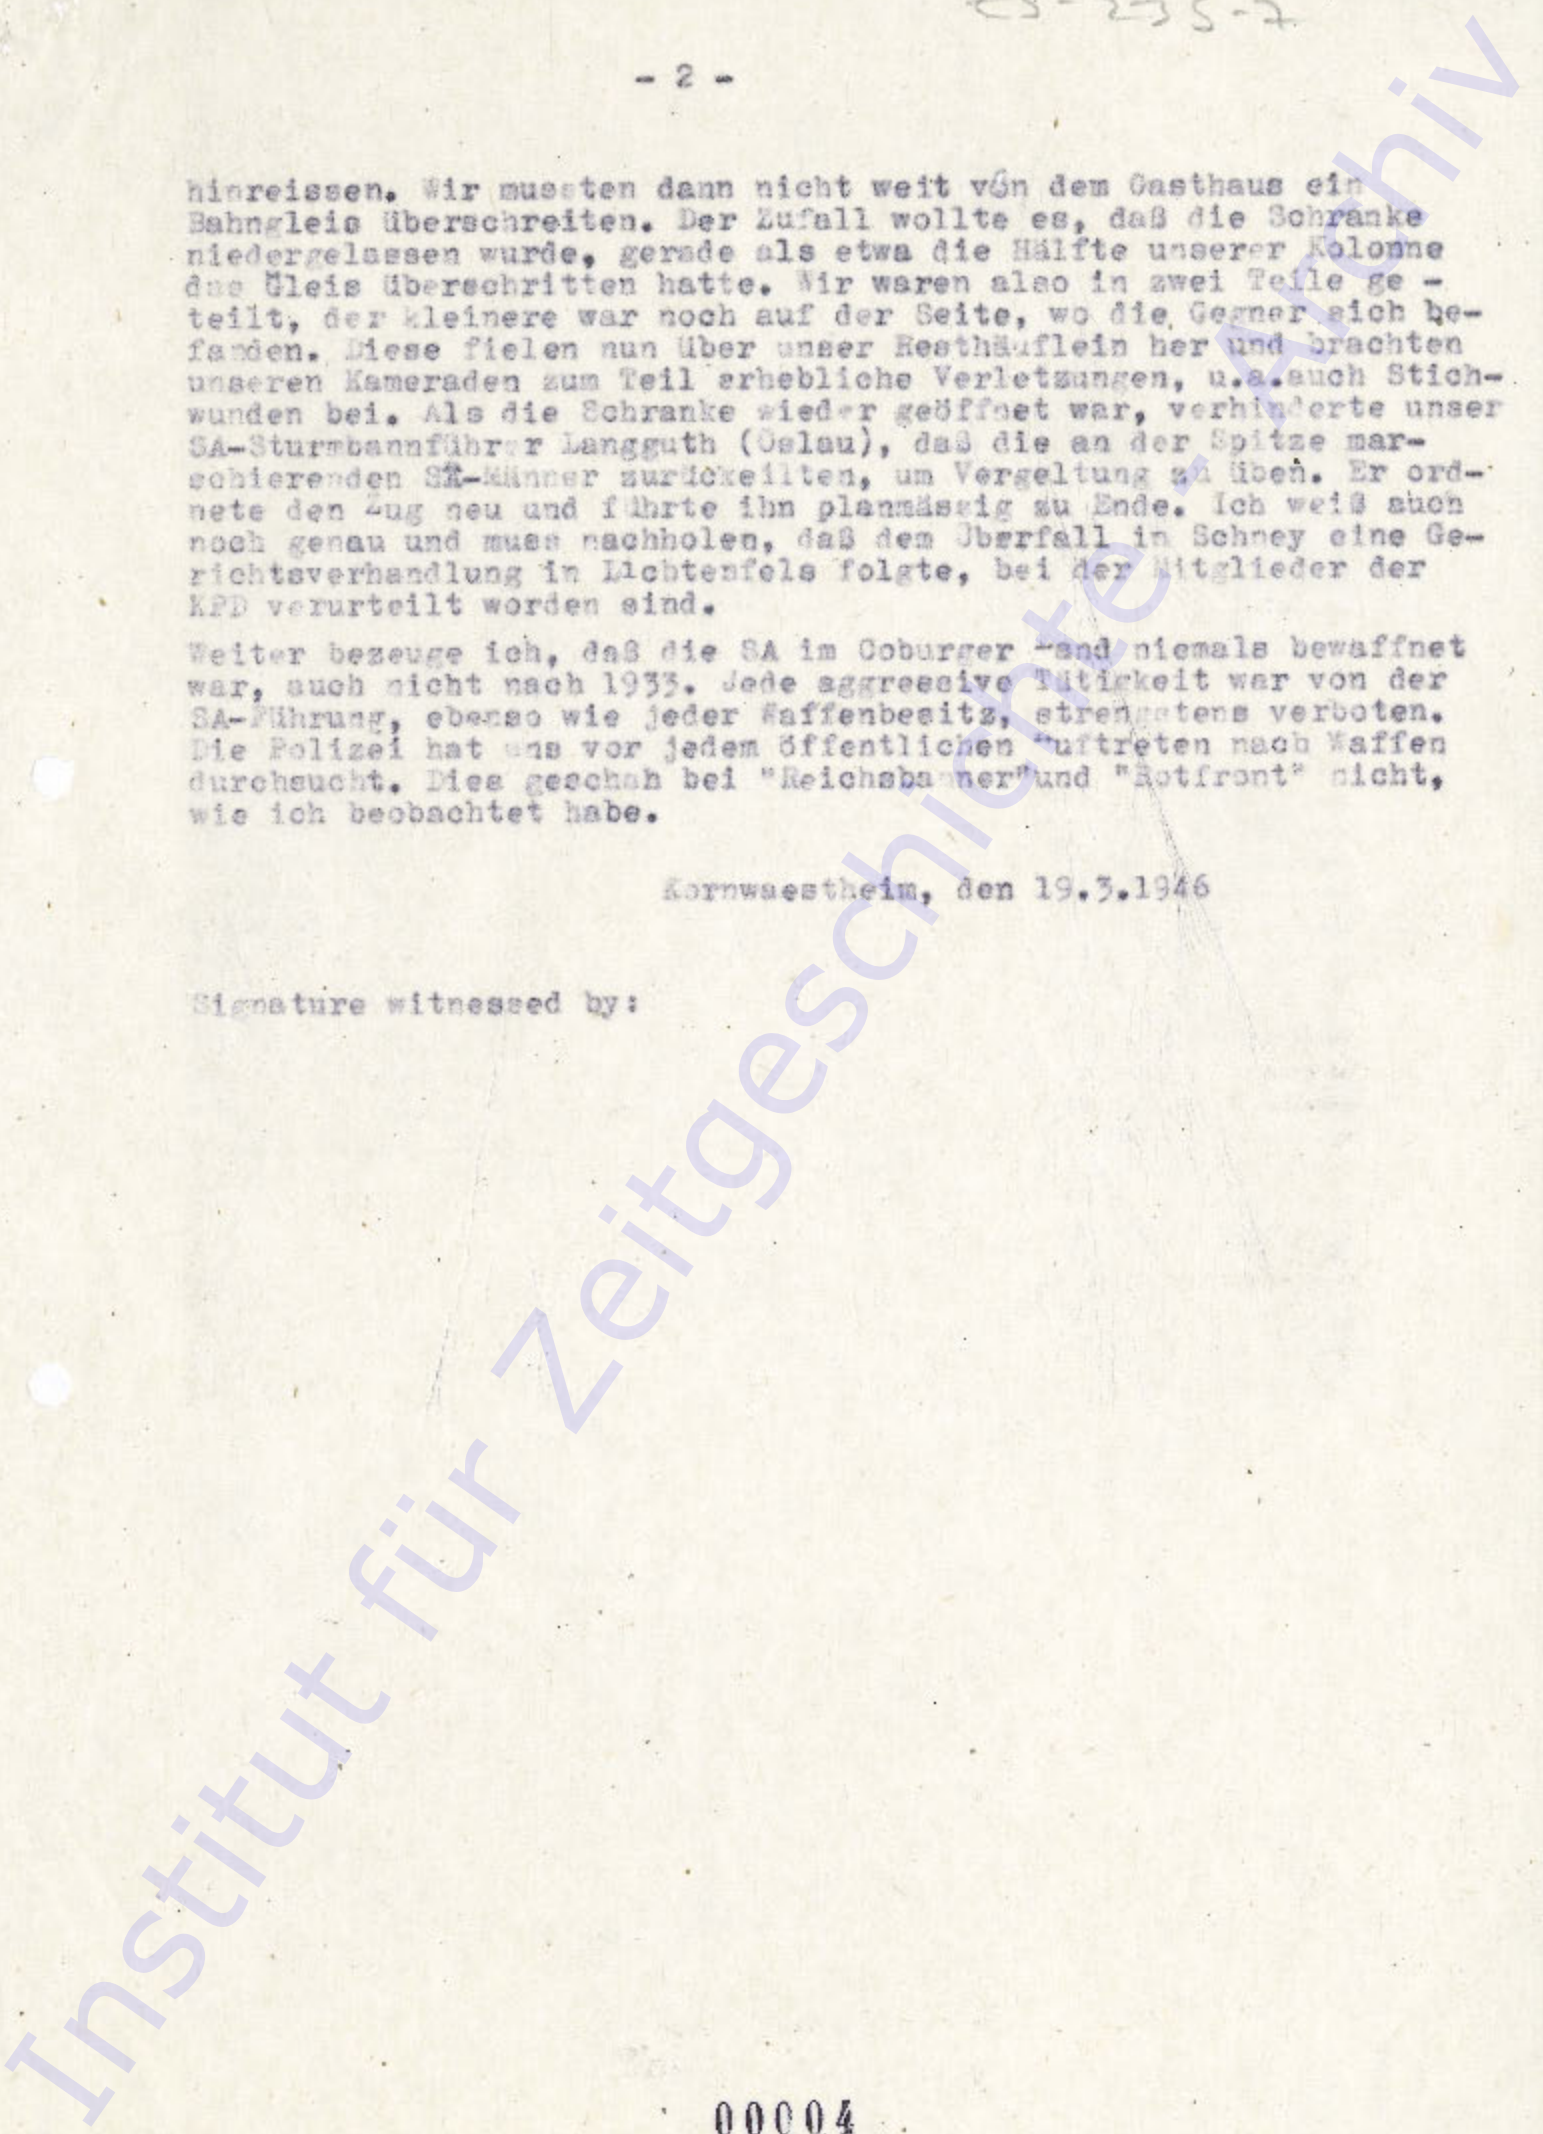 - 2 -
hinreissen. Wir mussten dann nicht weit von dem Gasthaus ein
Bahngleis überschreiten. Der Zufall wollte es, daß die Schranke
niedergelassen wurde, gerade als etwa die Hälfte unserer Kolonne
das Gleis überschritten hatte. Wir waren also in zwei Teile ge -
teilt, der kleinere war noch auf der Seite, wo die Gegner sich be-
fanden. Diese fielen nun über unser Resthäuflein her und brachten
unseren Kameraden zum Teil erhebliche Verletzungen, u.a.auch Stich-
wunden bei. Als die Schranke wieder geöffnet war, verhinderte unser
SA-Sturmbannführer Langguth (Oeslau), daß die an der Spitze mar-
schierenden SA-Männer zurückeilten, um Vergeltung zu üben. Er ord-
nete den Zug neu und führte ihn planmässig zu Ende. Ich weiß auch
noch genau und muss nachholen, daß dem Überfall in Schney eine Ge-
richtsverhandlung in Lichtenfels folgte, bei der Mitglieder der
KPD verurteilt worden sind.
Weiter bezeuge ich, daß die SA im Coburger Land niemals bewaffnet
war, auch nicht nach 1933. Jede aggressive Tätigkeit war von der
SA-Führung, ebenso wie jeder Waffenbesitz, strengstens verboten.
Die Polizei hat uns vor jedem öffentlichen Auftreten nach Waffen
durchsucht. Dies geschah bei "Reichsbanner"und "Rotfront" nicht,
wie ich beobachtet habe.
Kornwaestheim, den 19.3.1946
Signature witnessed by:
Institut für Zeitgeschichte - Archiv
00004